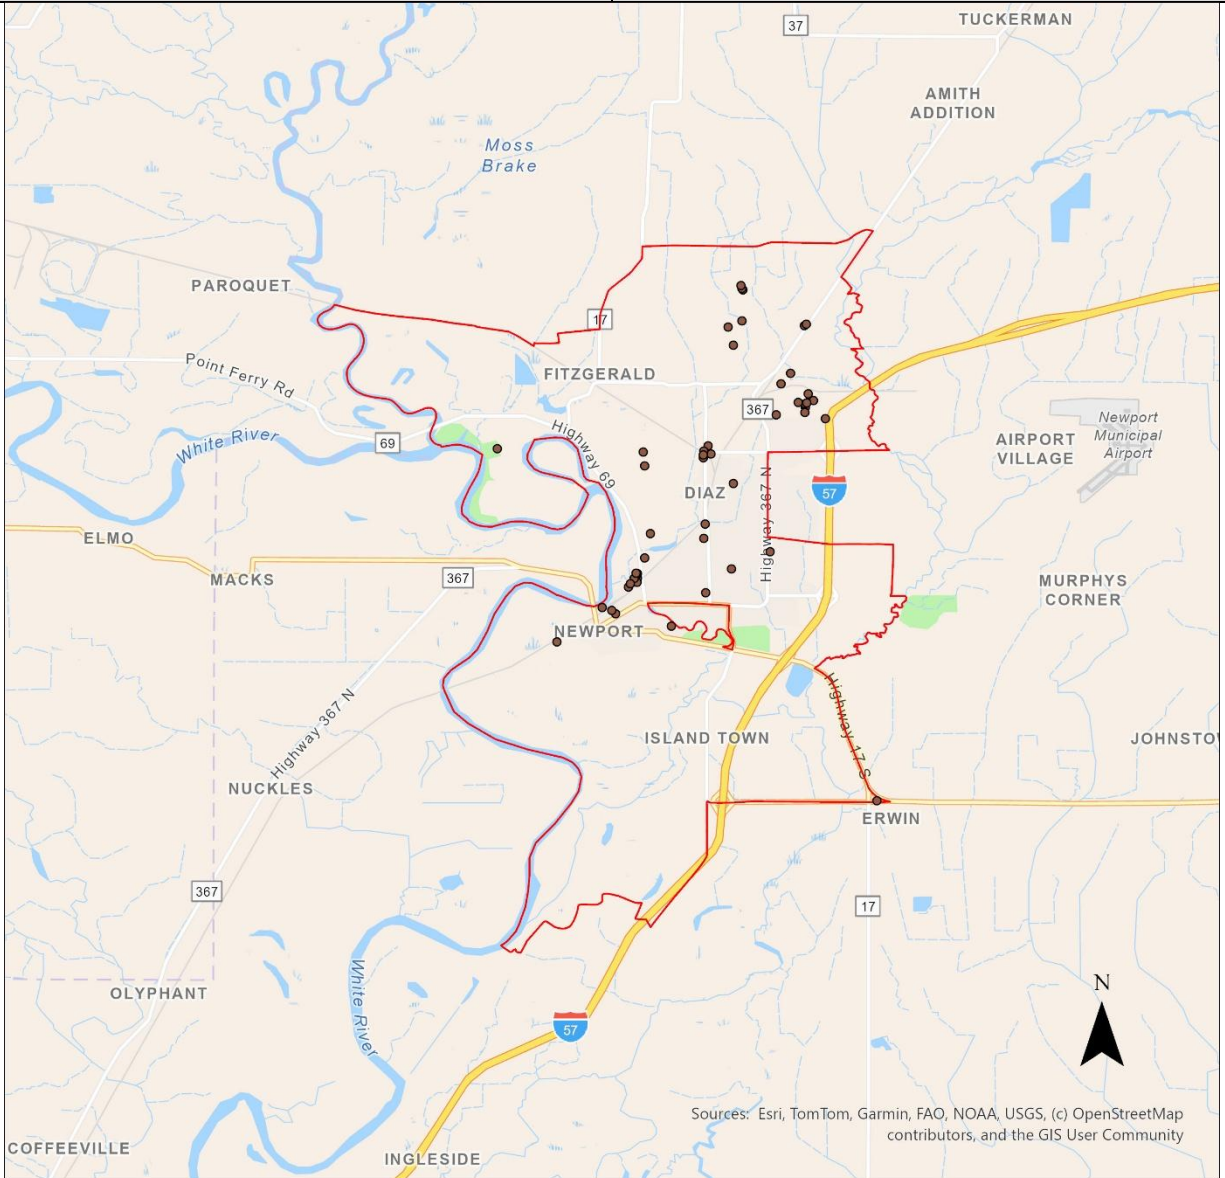 37
TUCKERMAN
AMITH
ADDITION
Moss
Brake
PAROQUET
17
Point Ferry Rd
FITZGERALD
367
Newport
Municipal
Airport
White River
69
Highway 69
AIRPORT
VILLAGE
DIAZ
57
Highway 367 N
ELMO
MACKS
367
MURPHYS
CORNER
NEWPORT
Highway 367 N
Highway 17 S
ISLAND TOWN
JOHNSTOW
NUCKLES
ERWIN
367
17
White River
OLYPHANT
N
57
Sources: Esri, TomTom, Garmin, FAO, NOAA, USGS, (c) OpenStreetMap
contributors, and the GIS User Community
COFFEEVILLE
INGLESIDE